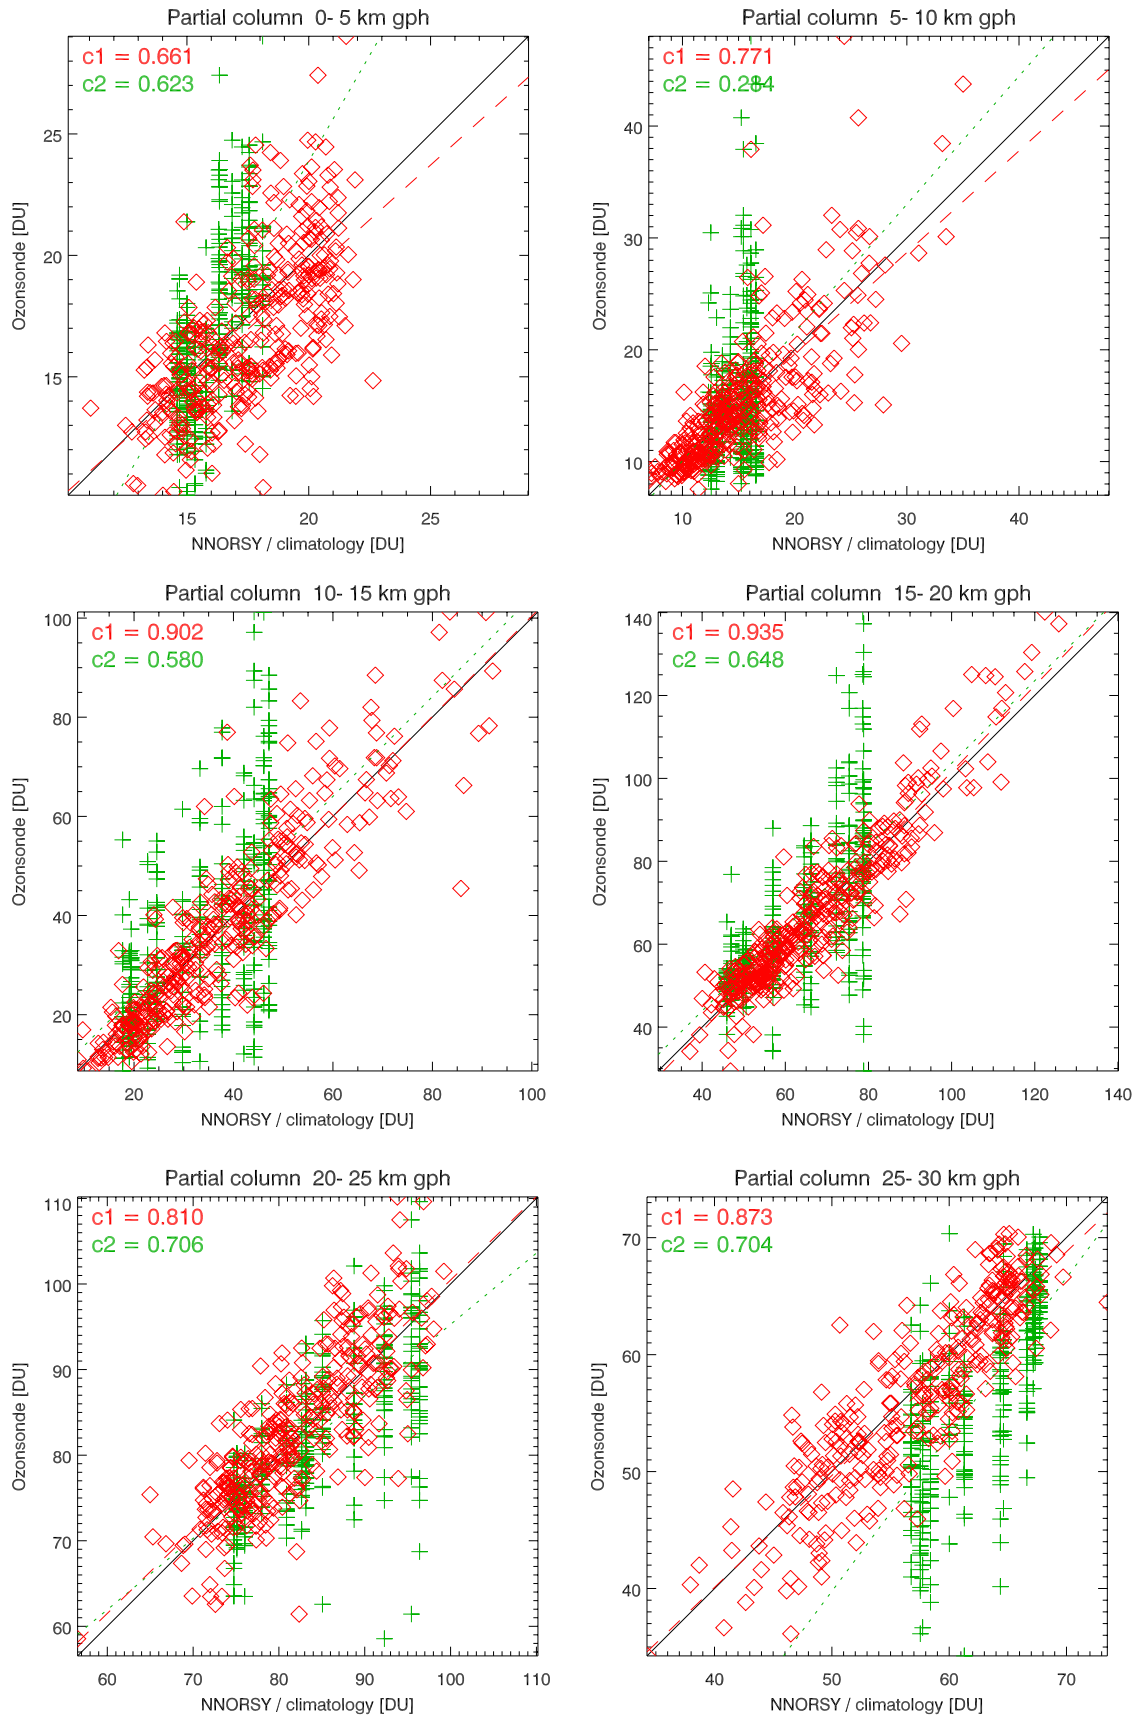 Partial column 0- 5 km gph
c1 = 0.661
c2 = 0.623
25
20
15
Ozonsonde [DU]
15 20 25
NNORSY / climatology [DU]
Partial column 5- 10 km gph
c1 = 0.771
c2 = 0.284
40
30
20
10
Ozonsonde [DU]
10 20 30 40
NNORSY / climatology [DU]
Partial column 10- 15 km gph
c1 = 0.902
c2 = 0.580
100
80
60
40
20
Ozonsonde [DU]
20 40 60 80 100
NNORSY / climatology [DU]
Partial column 15- 20 km gph
c1 = 0.935
c2 = 0.648
140
120
100
80
60
40
Ozonsonde [DU]
40 60 80 100 120 140
NNORSY / climatology [DU]
Partial column 20- 25 km gph
c1 = 0.810
c2 = 0.706
110
100
90
80
70
60
Ozonsonde [DU]
60 70 80 90 100 110
NNORSY / climatology [DU]
Partial column 25- 30 km gph
c1 = 0.873
c2 = 0.704
70
60
50
40
Ozonsonde [DU]
40 50 60 70
NNORSY / climatology [DU]